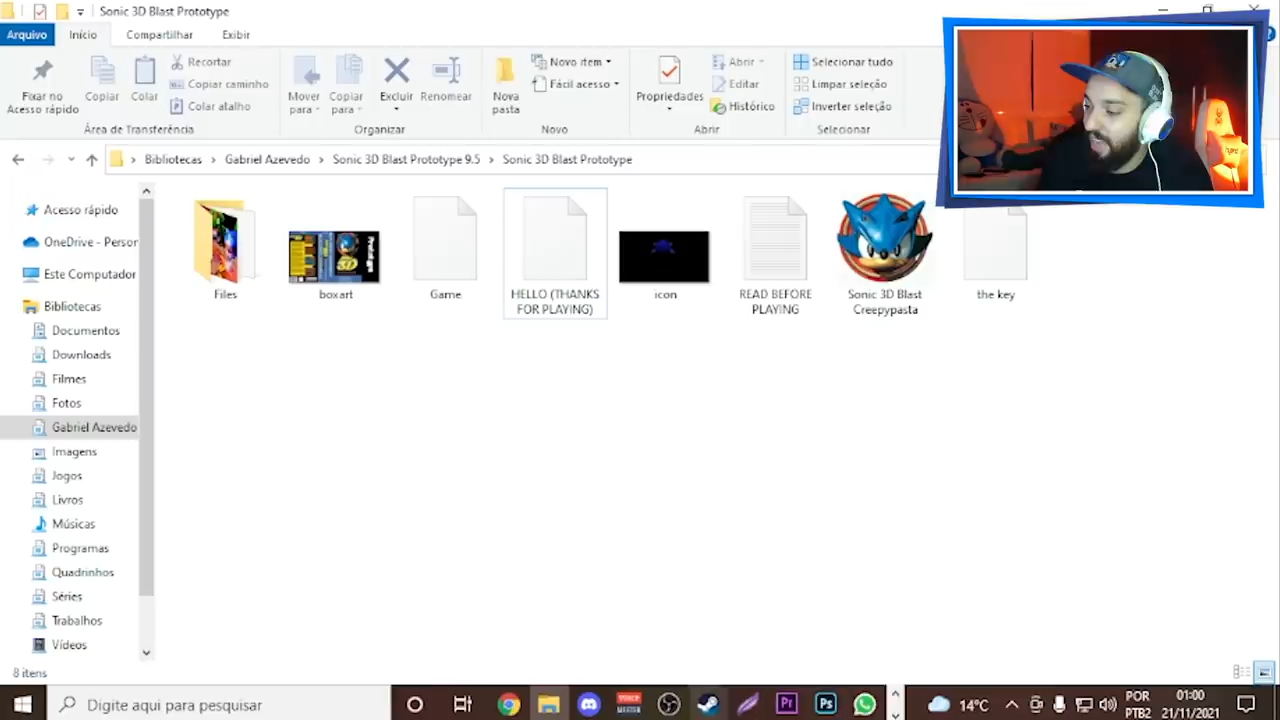 Sonic 3D Blast Prototype
Arquivo Início Compartilhar Exibir
Fixar no Acesso rápido
Copiar
Colar
Recortar
Copiar caminho
Colar atalho
Mover para
Copiar para
Excluir
Renomear
Nova pasta
Novo item
Fácil acesso
Propriedades
Abrir
Editar
Histórico
Selecionar tudo
Limpar seleção
Inverter seleção
Área de Transferência Organizar Novo Abrir Selecionar
Bibliotecas > Gabriel Azevedo > Sonic 3D Blast Prototype 9.5 > Sonic 3D Blast Prototype
Acesso rápido
OneDrive - Person
Este Computador
Bibliotecas
Documentos
Downloads
Filmes
Fotos
Gabriel Azevedo
Imagens
Jogos
Livros
Músicas
Programas
Quadrinhos
Séries
Trabalhos
Vídeos
Files
boxart
Game
HELLO (THANKS
FOR PLAYING)
icon
READ BEFORE
PLAYING
Sonic 3D Blast
Creepypasta
the key
8 itens
Digite aqui para pesquisar
Pr
Ps
14°C
POR
PTB2
01:00
21/11/2021